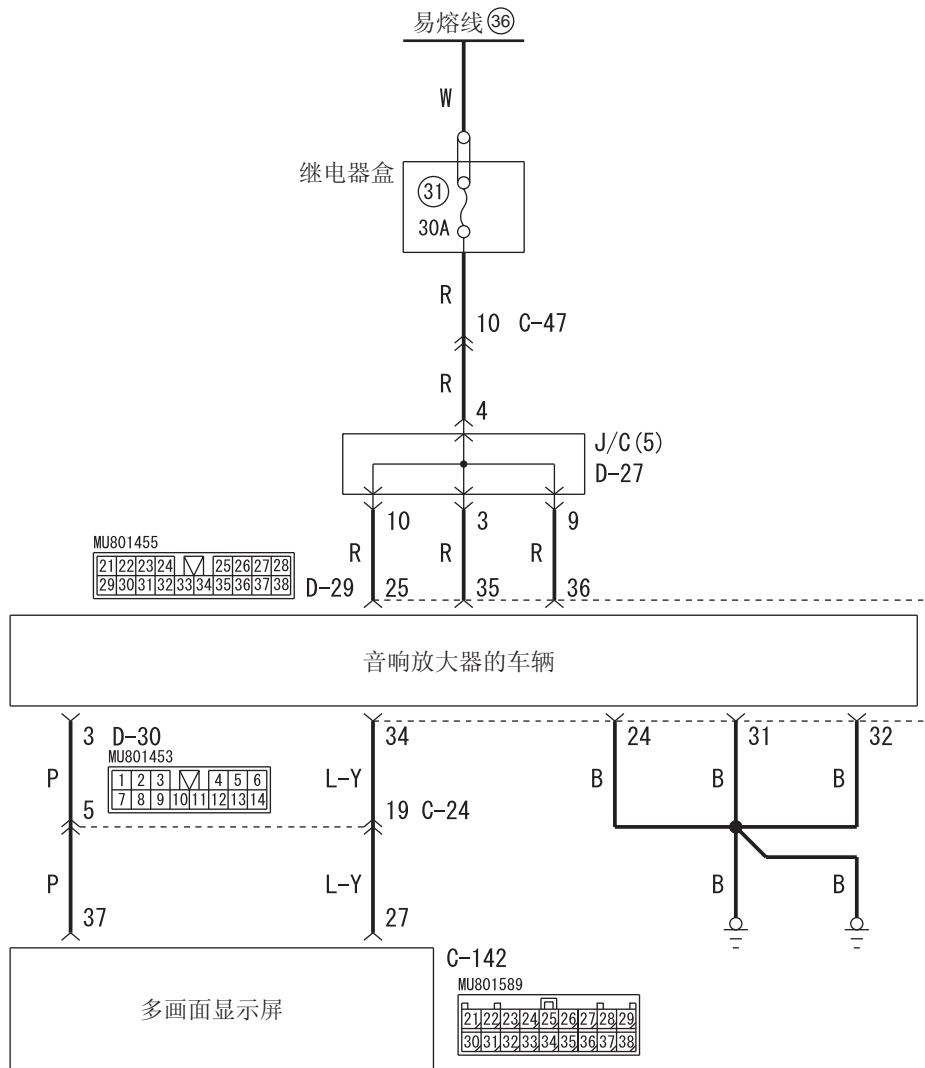 易熔线 36
W
继电器盒
31
30A
R
10 C-47
R
4
J/C(5)
D-27
10 3 9
R R R
MU801455
21 22 23 24 25 26 27 28
29 30 31 32 33 34 35 36 37 38
D-29 25 35 36
音响放大器的车辆
3 D-30 34 24 31 32
MU801453
1 2 3 4 5 6
7 8 9 10 11 12 13 14
P L-Y B B B
5 19 C-24
P L-Y B B
37 27
C-142
MU801589
21 22 23 24 25 26 27 28 29
30 31 32 33 34 35 36 37 38
多画面显示屏